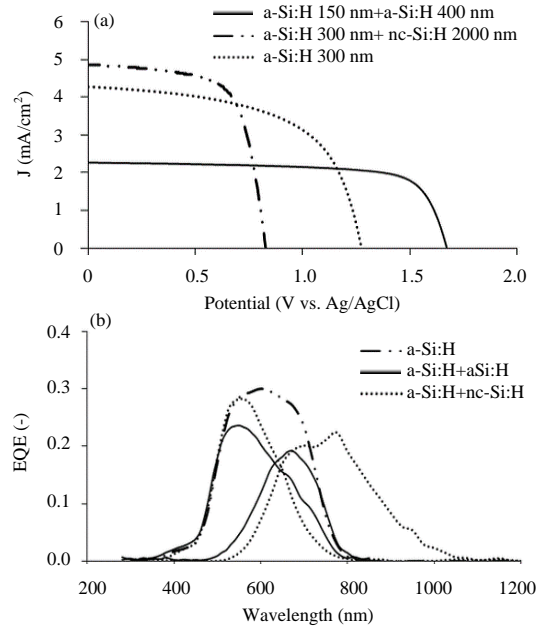 (a)
a-Si:H 150 nm+a-Si:H 400 nm
a-Si:H 300 nm+ nc-Si:H 2000 nm
a-Si:H 300 nm
6
5
4
3
2
1
0
J (mA/cm²)
0 0.5 1.0 1.5 2.0
Potential (V vs. Ag/AgCl)
(b)
a-Si:H
a-Si:H+aSi:H
a-Si:H+nc-Si:H
0.4
0.3
0.2
0.1
0.0
EQE (-)
200 400 600 800 1000 1200
Wavelength (nm)